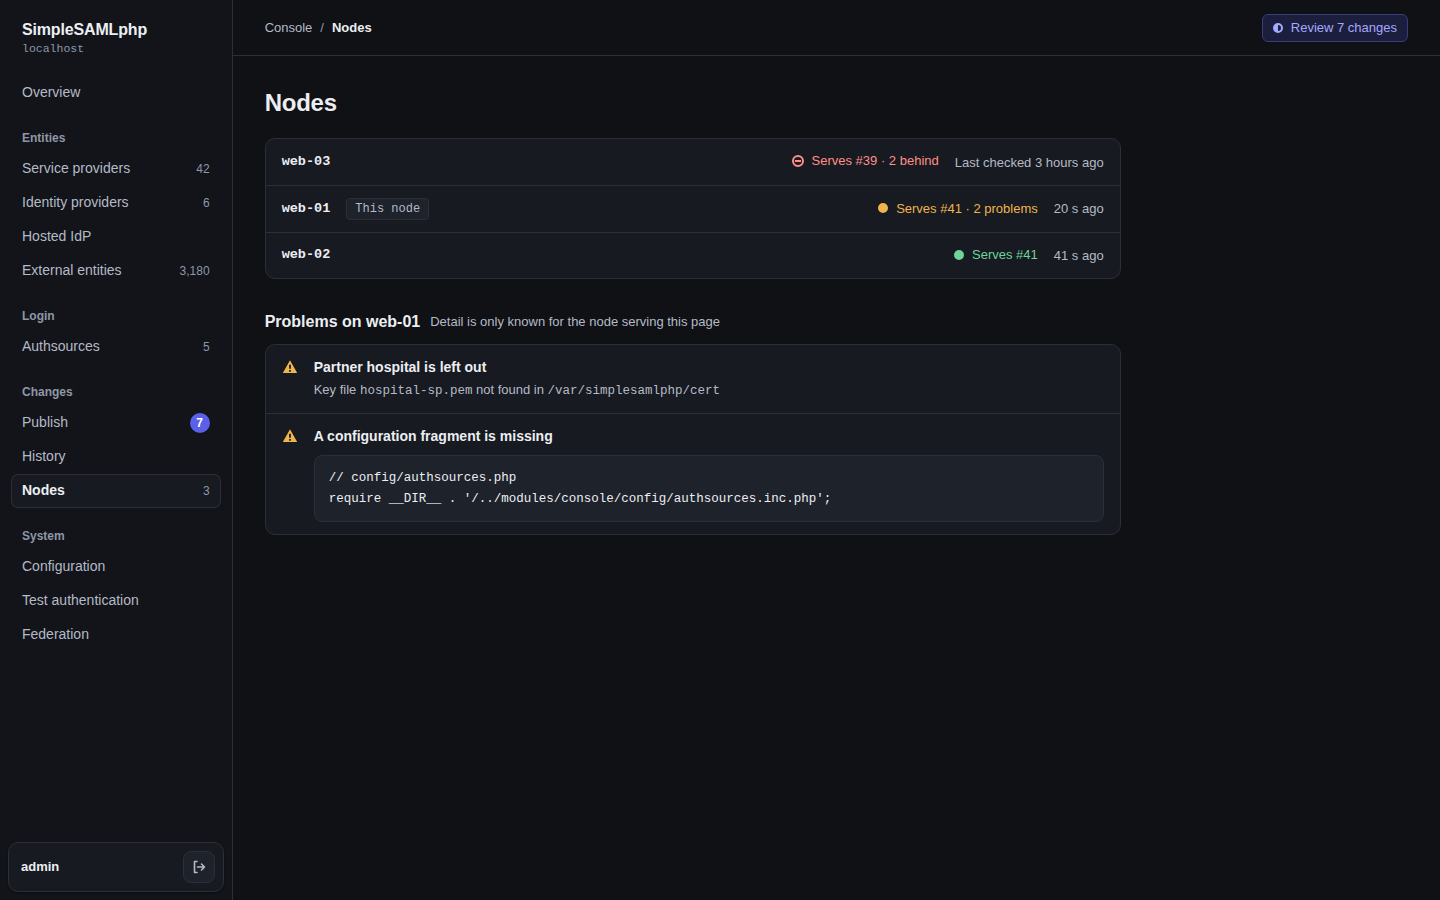 SimpleSAMLphp
localhost
Overview
Entities
Service providers 42
Identity providers 6
Hosted IdP
External entities 3,180
Login
Authsources 5
Changes
Publish 7
History
Nodes 3
System
Configuration
Test authentication
Federation
admin
Console / Nodes
Review 7 changes
Nodes
web-03 Serves #39 · 2 behind Last checked 3 hours ago
web-01 This node Serves #41 · 2 problems 20 s ago
web-02 Serves #41 41 s ago
Problems on web-01 Detail is only known for the node serving this page
Partner hospital is left out
Key file hospital-sp.pem not found in /var/simplesamlphp/cert
A configuration fragment is missing
// config/authsources.php
require __DIR__ . '/../modules/console/config/authsources.inc.php';